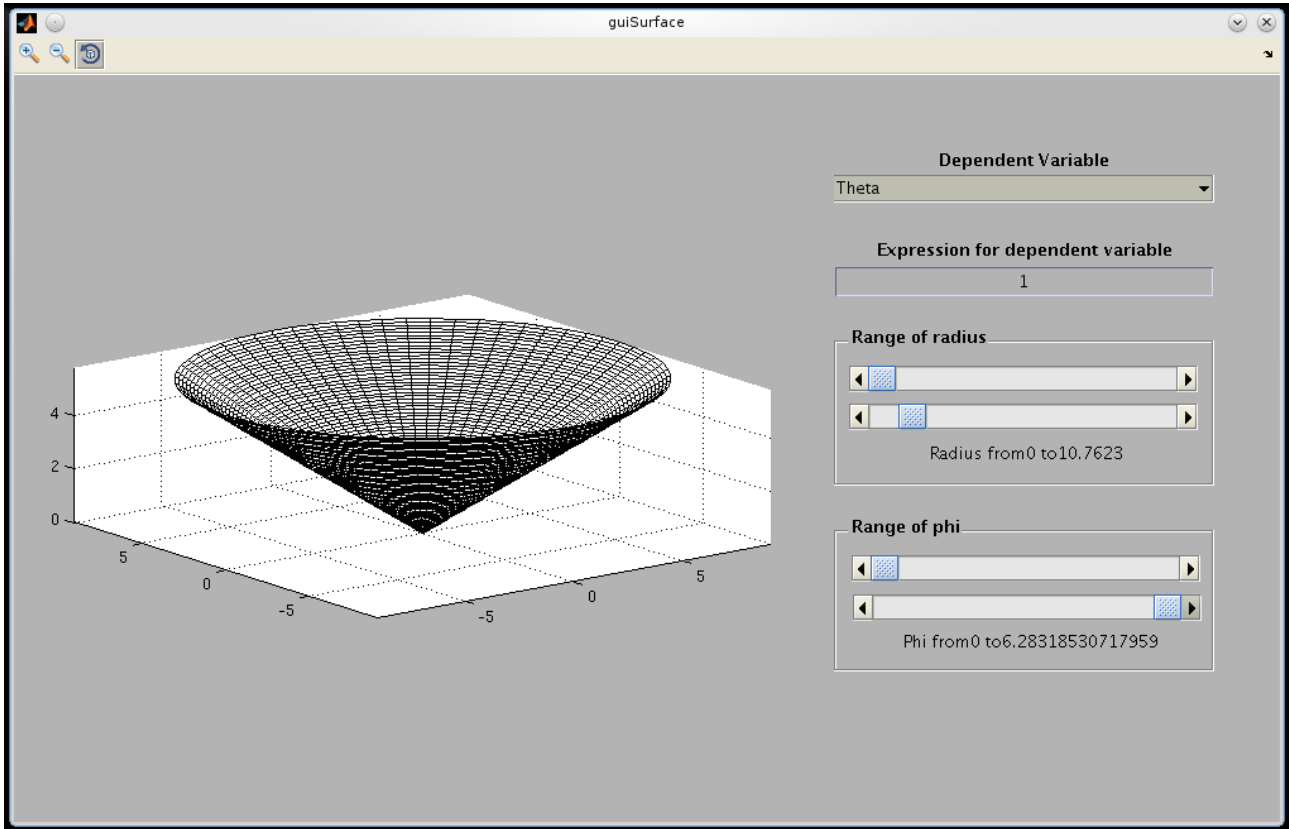 guiSurface
Dependent Variable
Theta
Expression for dependent variable
1
Range of radius
Radius from0 to10.7623
Range of phi
Phi from0 to6.28318530717959
4
2
0
5
0
-5
-5
0
5